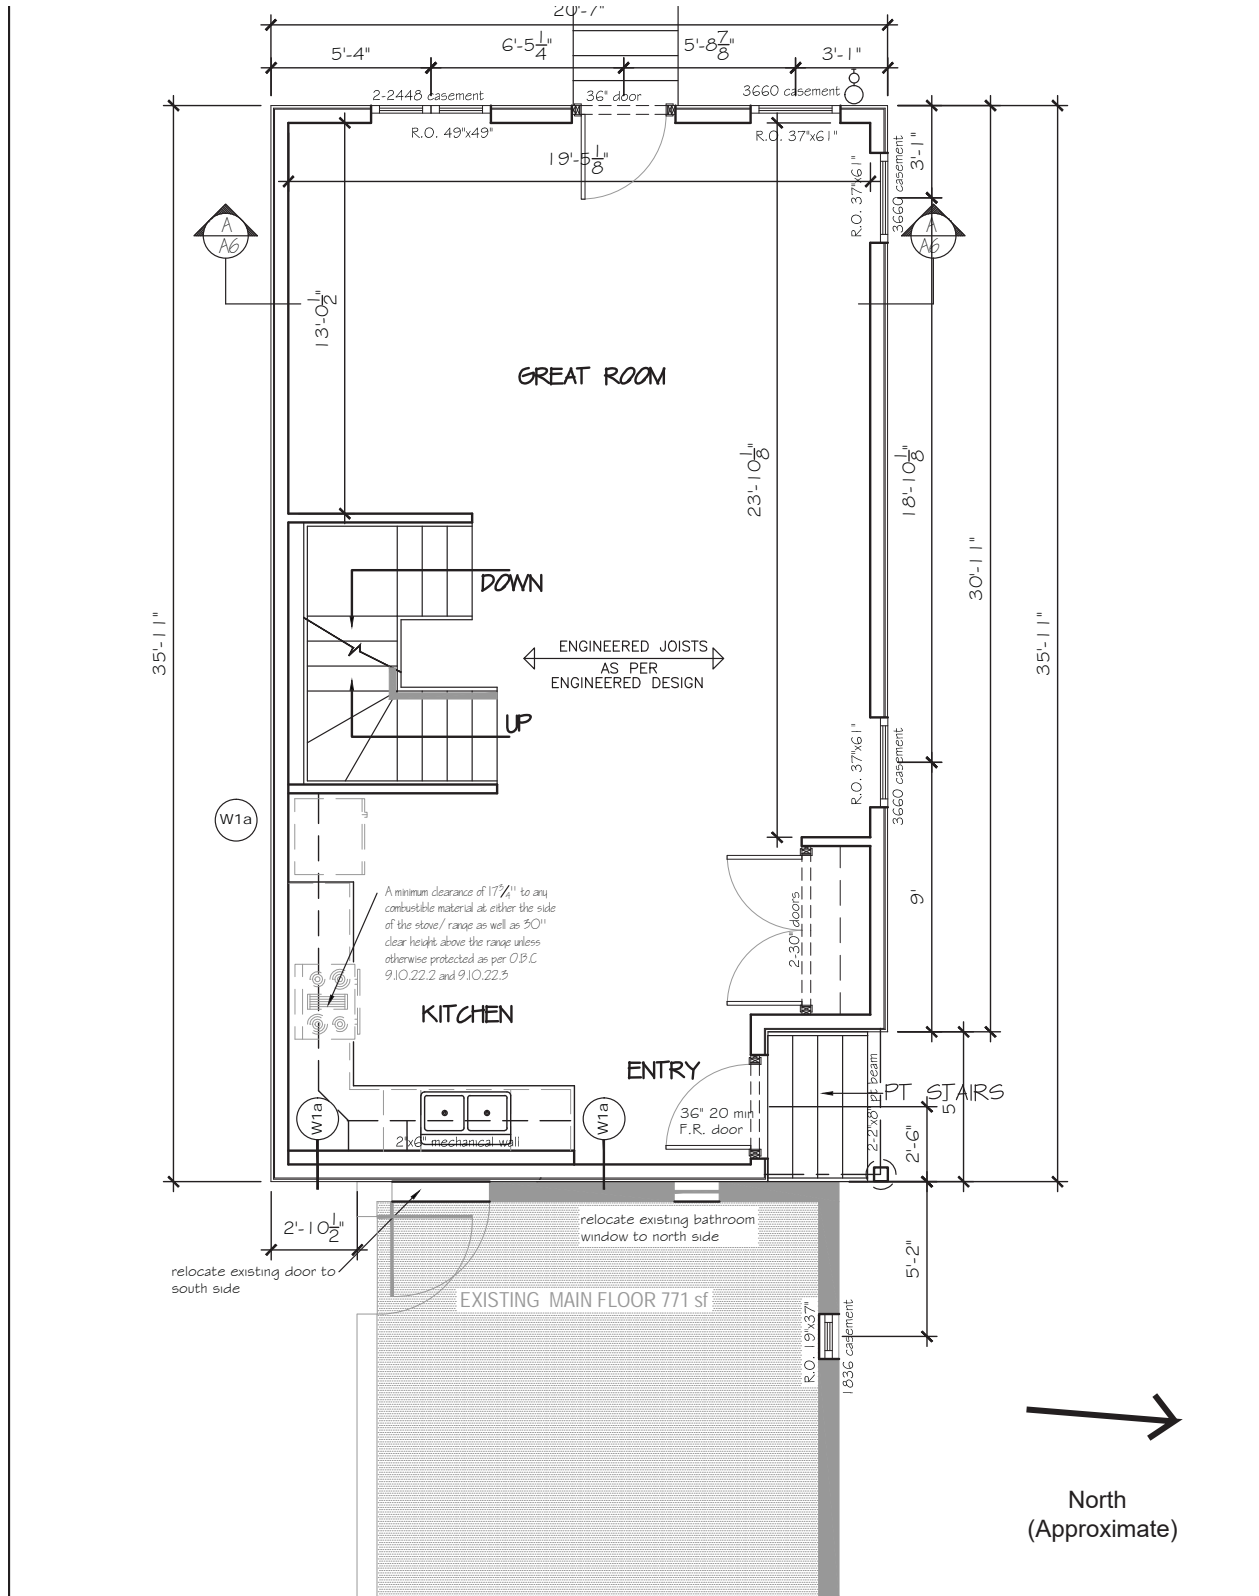 20'-7"
5'-4"
6'-5 1/4"
5'-8 7/8"
3'-1"
2-2448 casement
36" door
3660 casement
R.O. 49"x49"
R.O. 37"x61"
19'-5 1/8"
3'-1"
R.O. 37"x61"
3660 casement
A
A6
A
A6
13'-0 1/2"
GREAT ROOM
23'-10 1/8"
18'-10 1/8"
30'-11"
35'-11"
35'-11"
DOWN
ENGINEERED JOISTS
AS PER
ENGINEERED DESIGN
UP
R.O. 37"x61"
3660 casement
W1a
A minimum clearance of 17 3/4" to any
combustible material at either the side
of the stove/ range as well as 30"
clear height above the range unless
otherwise protected as per O.B.C
9.10.22.2 and 9.10.22.3
2-30" doors
9'
KITCHEN
ENTRY
PT STAIRS
2-2"x8" pt beam
5'
2'-6"
36" 20 min
F.R. door
W1a
W1a
2"x6" mechanical wall
2'-10 1/2"
relocate existing bathroom
window to north side
5'-2"
relocate existing door to
south side
EXISTING MAIN FLOOR 771 sf
R.O. 19"x37"
1836 casement
North
(Approximate)